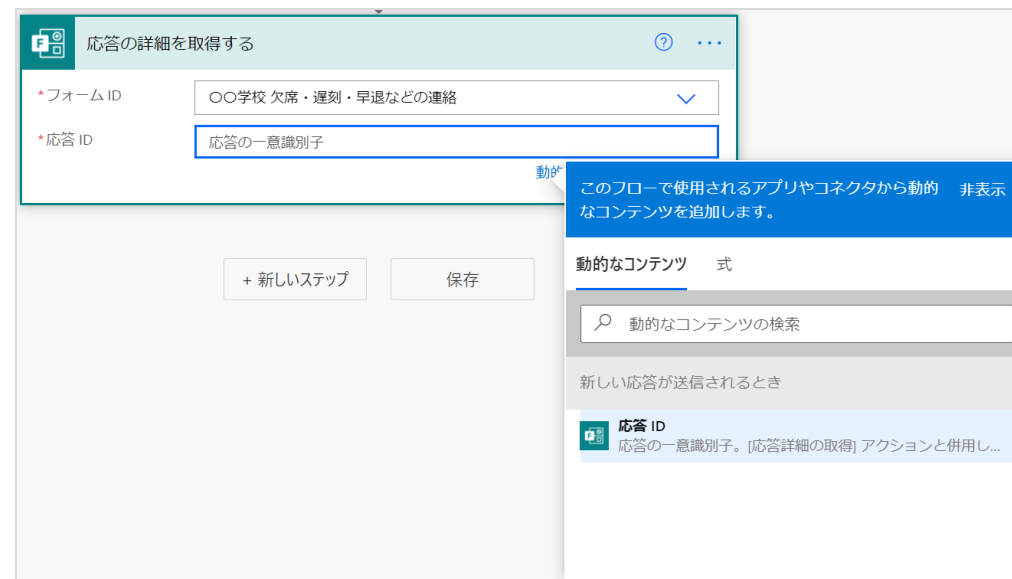 応答の詳細を取得する
*フォーム ID
〇〇学校 欠席・遅刻・早退などの連絡
*応答 ID
応答の一意識別子
動的
このフローで使用されるアプリやコネクタから動的
なコンテンツを追加します。
非表示
動的なコンテンツ 式
動的なコンテンツの検索
+ 新しいステップ 保存
新しい応答が送信されるとき
応答 ID
応答の一意識別子。[応答詳細の取得] アクションと併用し...